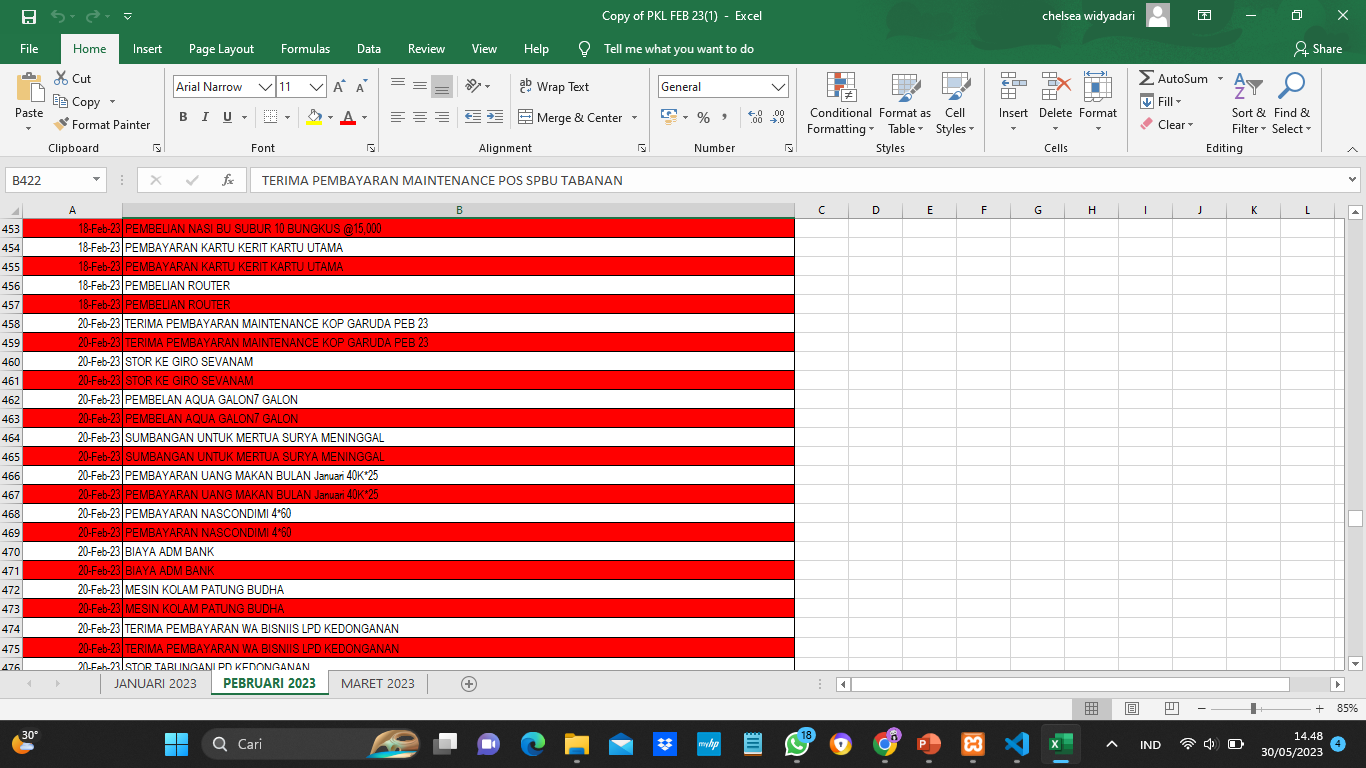 Copy of PKL FEB 23(1) - Excel
chelsea widyadari
File Home Insert Page Layout Formulas Data Review View Help Tell me what you want to do Share
Paste
Cut
Copy
Format Painter
Clipboard
Arial Narrow 11
B I U
Font
Wrap Text
Merge & Center
Alignment
General
Number
Conditional Formatting
Format as Table
Cell Styles
Styles
Insert Delete Format
Cells
AutoSum
Fill
Clear
Sort & Filter
Find & Select
Editing
B422 fx TERIMA PEMBAYARAN MAINTENANCE POS SPBU TABANAN
A B C D E F G H I J K L
453 18-Feb-23 PEMBELIAN NASI BU SUBUR 10 BUNGKUS @15,000
454 18-Feb-23 PEMBAYARAN KARTU KERIT KARTU UTAMA
455 18-Feb-23 PEMBAYARAN KARTU KERIT KARTU UTAMA
456 18-Feb-23 PEMBELIAN ROUTER
457 18-Feb-23 PEMBELIAN ROUTER
458 20-Feb-23 TERIMA PEMBAYARAN MAINTENANCE KOP GARUDA PEB 23
459 20-Feb-23 TERIMA PEMBAYARAN MAINTENANCE KOP GARUDA PEB 23
460 20-Feb-23 STOR KE GIRO SEVANAM
461 20-Feb-23 STOR KE GIRO SEVANAM
462 20-Feb-23 PEMBELAN AQUA GALON7 GALON
463 20-Feb-23 PEMBELAN AQUA GALON7 GALON
464 20-Feb-23 SUMBANGAN UNTUK MERTUA SURYA MENINGGAL
465 20-Feb-23 SUMBANGAN UNTUK MERTUA SURYA MENINGGAL
466 20-Feb-23 PEMBAYARAN UANG MAKAN BULAN Januari 40K*25
467 20-Feb-23 PEMBAYARAN UANG MAKAN BULAN Januari 40K*25
468 20-Feb-23 PEMBAYARAN NASCONDIMI 4*60
469 20-Feb-23 PEMBAYARAN NASCONDIMI 4*60
470 20-Feb-23 BIAYA ADM BANK
471 20-Feb-23 BIAYA ADM BANK
472 20-Feb-23 MESIN KOLAM PATUNG BUDHA
473 20-Feb-23 MESIN KOLAM PATUNG BUDHA
474 20-Feb-23 TERIMA PEMBAYARAN WA BISNIIS LPD KEDONGANAN
475 20-Feb-23 TERIMA PEMBAYARAN WA BISNIIS LPD KEDONGANAN
476 20-Feb-23 STOR TABUNGAN LPD KEDONGANAN
JANUARI 2023 PEBRUARI 2023 MARET 2023
85%
30°
Cari
myhp
18
IND
14.48
30/05/2023
4